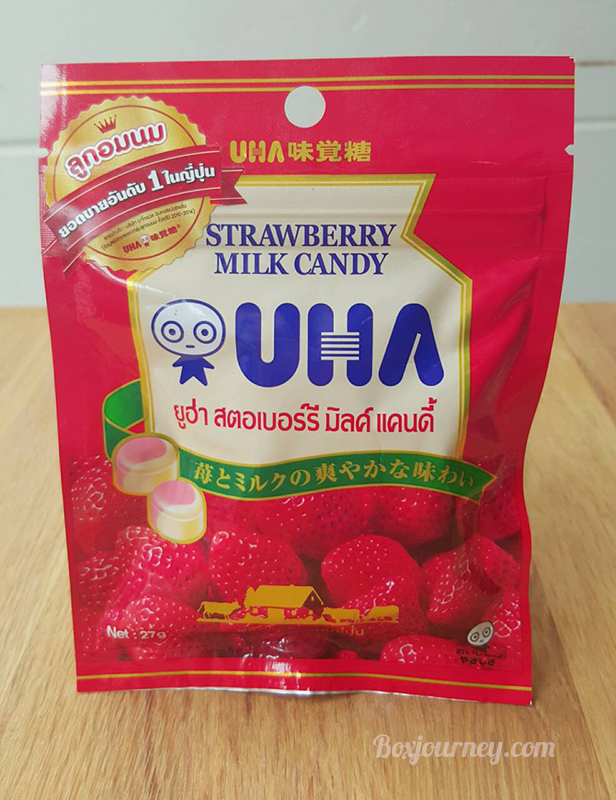 UHA味覚糖
ลูกอมนม
ยอดขายอันดับ 1 ในญี่ปุ่น
UHA味覚糖
STRAWBERRY
MILK CANDY
UHA
ยูฮ่า สตอเบอร์รี มิลค์ แคนดี้
苺とミルクの爽やかな味わい
Net : 27g
Boxjourney.com